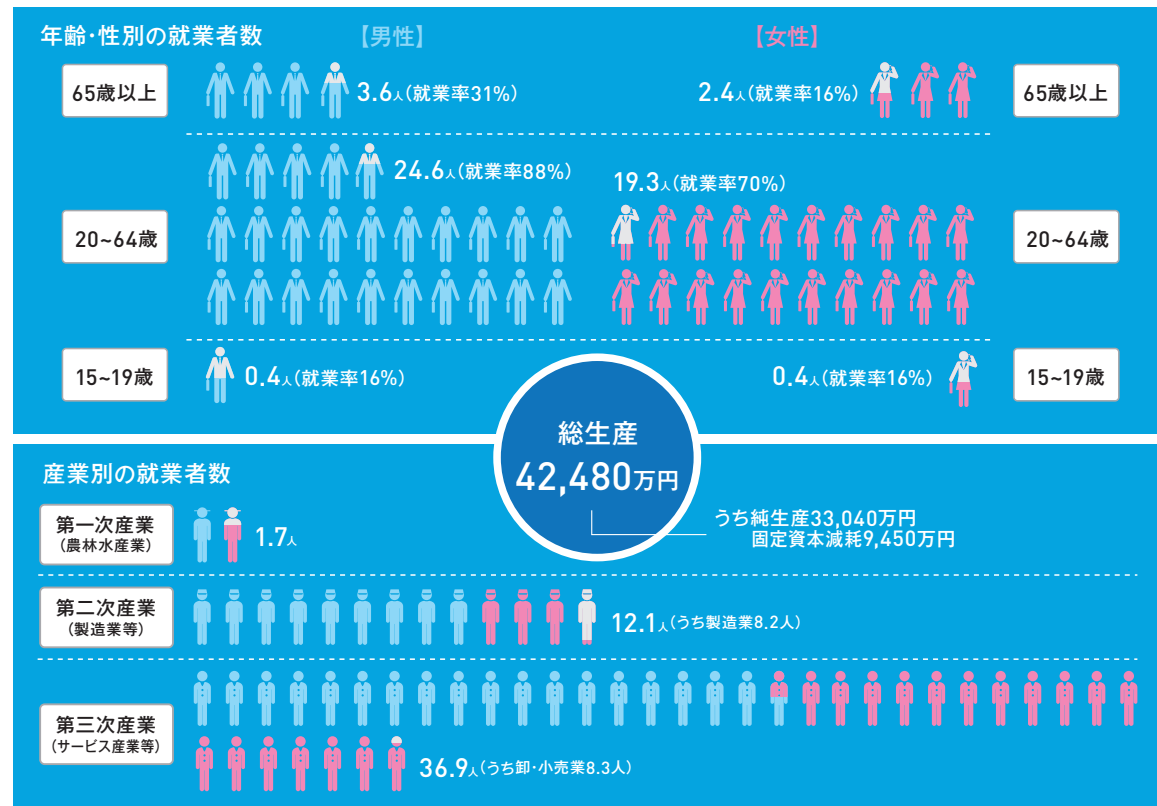 年齢・性別の就業者数
【男性】
【女性】
65歳以上
3.6人(就業率31%)
2.4人(就業率16%)
65歳以上
24.6人(就業率88%)
19.3人(就業率70%)
20~64歳
20~64歳
15~19歳
0.4人(就業率16%)
0.4人(就業率16%)
15~19歳
総生産
42,480万円
うち純生産33,040万円
固定資本減耗9,450万円
産業別の就業者数
第一次産業
(農林水産業)
1.7人
第二次産業
(製造業等)
12.1人(うち製造業8.2人)
第三次産業
(サービス産業等)
36.9人(うち卸・小売業8.3人)